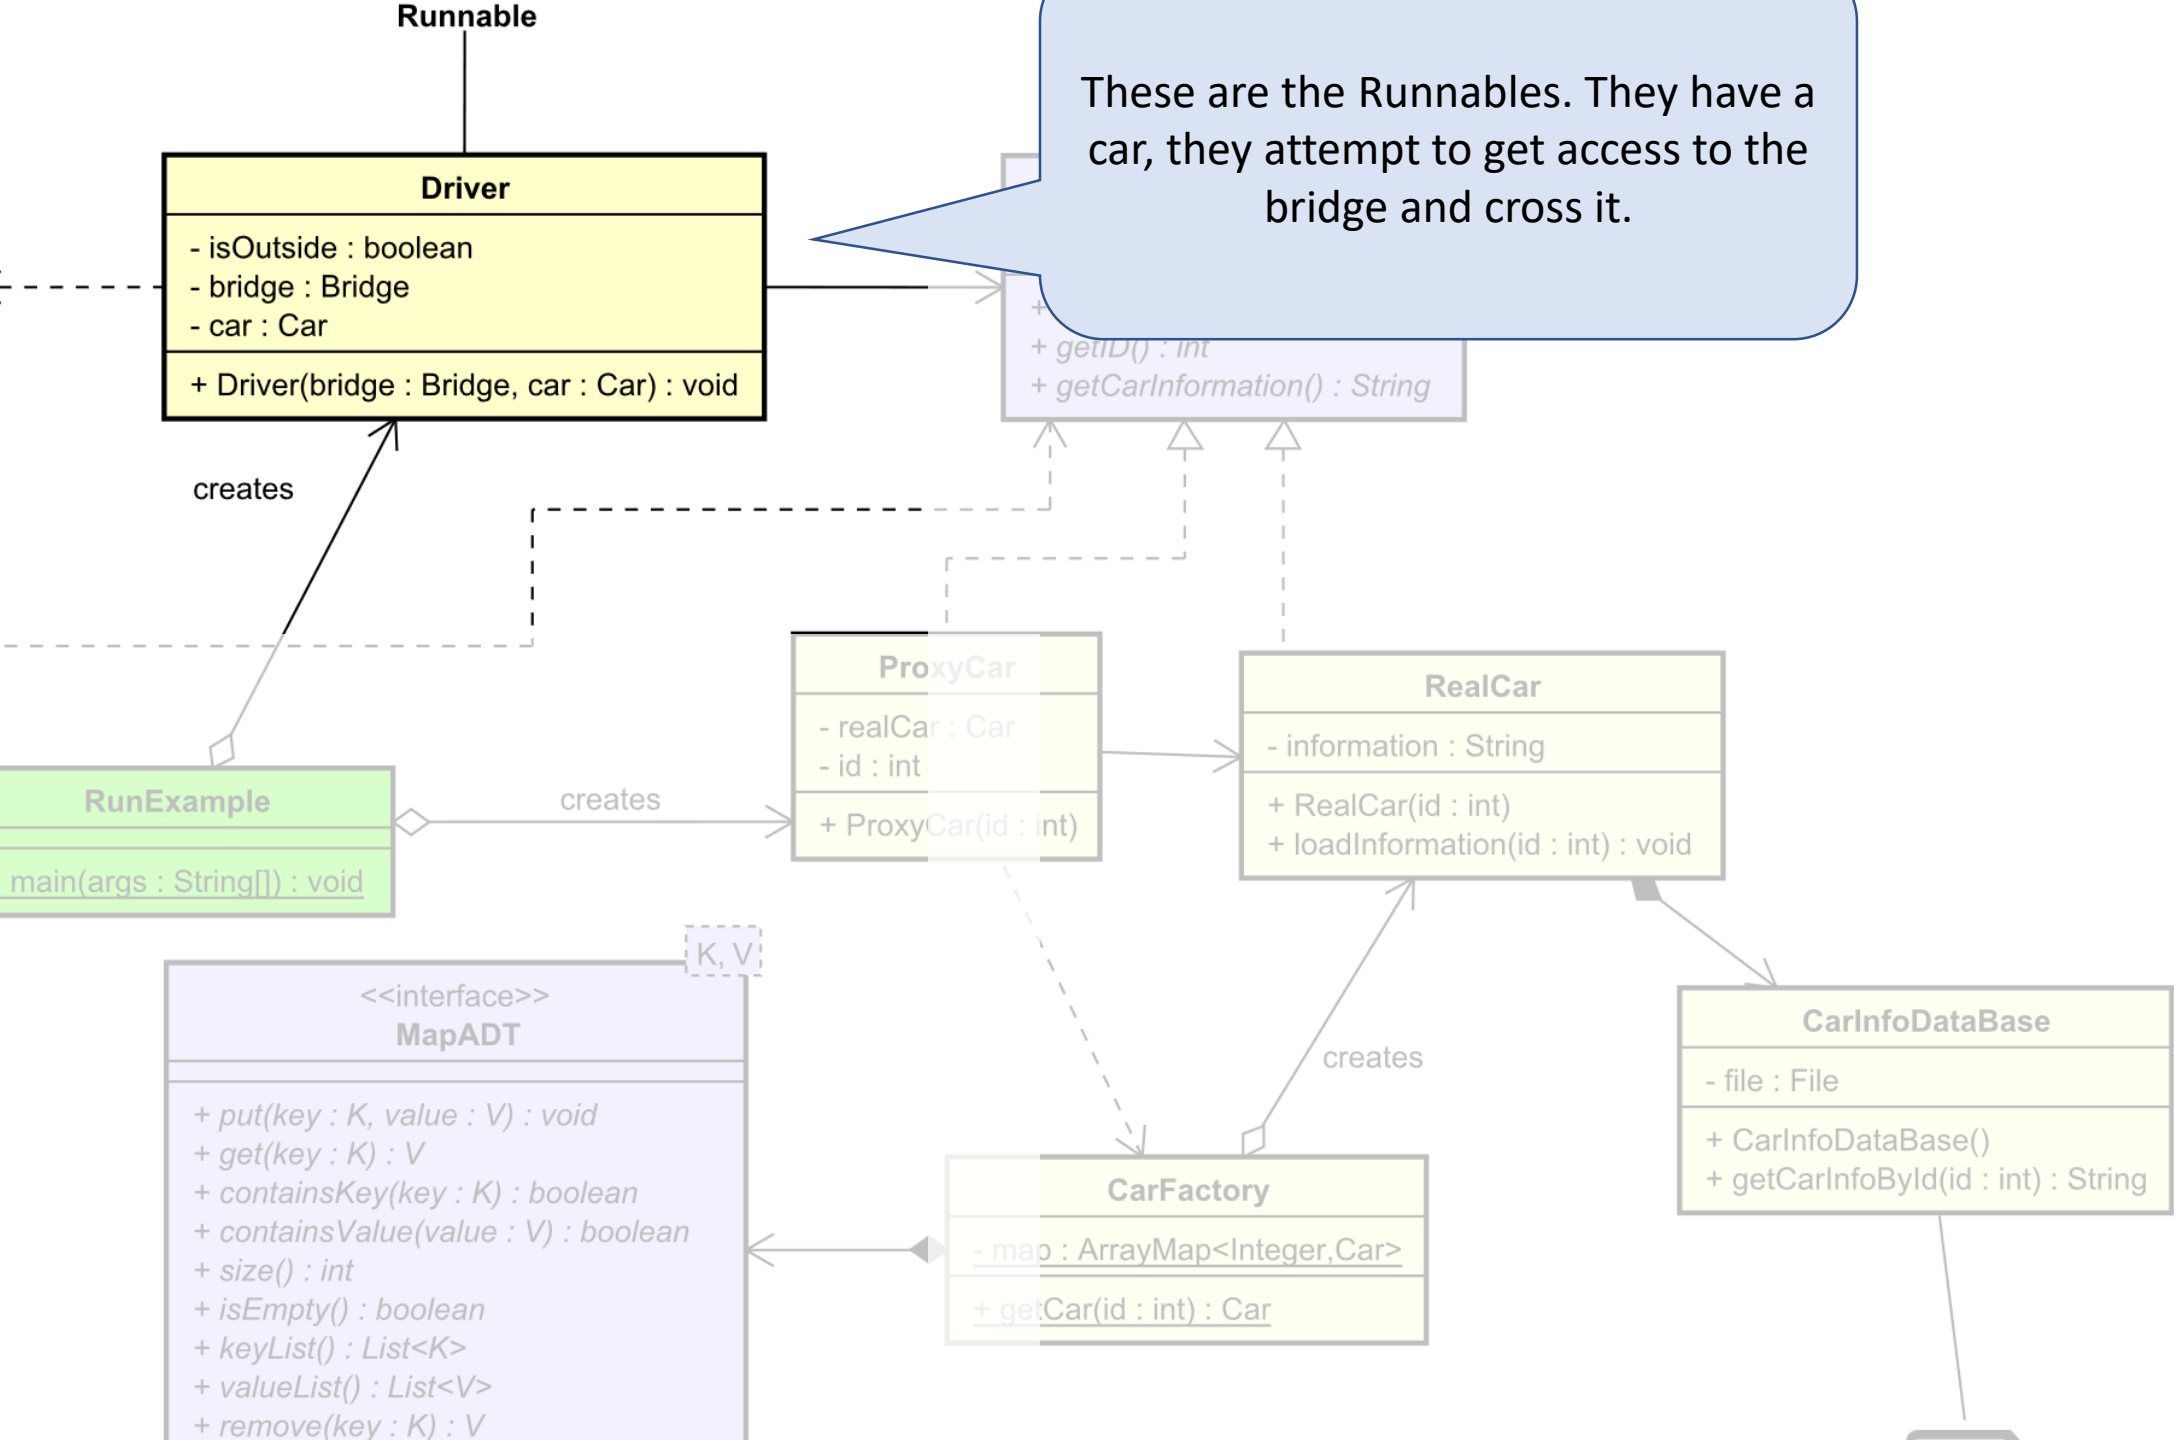 Runnable
These are the Runnables. They have a
car, they attempt to get access to the
bridge and cross it.
Driver
- isOutside : boolean
- bridge : Bridge
- car : Car
+ Driver(bridge : Bridge, car : Car) : void
+
+ getID() : int
+ getCarInformation() : String
creates
ProxyCar
- realCar : Car
- id : int
+ ProxyCar(id : int)
RealCar
- information : String
+ RealCar(id : int)
+ loadInformation(id : int) : void
RunExample
main(args : String[]) : void
creates
K, V
<<interface>>
MapADT
+ put(key : K, value : V) : void
+ get(key : K) : V
+ containsKey(key : K) : boolean
+ containsValue(value : V) : boolean
+ size() : int
+ isEmpty() : boolean
+ keyList() : List<K>
+ valueList() : List<V>
+ remove(key : K) : V
creates
CarFactory
- map : ArrayMap<Integer,Car>
+ getCar(id : int) : Car
CarInfoDataBase
- file : File
+ CarInfoDataBase()
+ getCarInfoById(id : int) : String